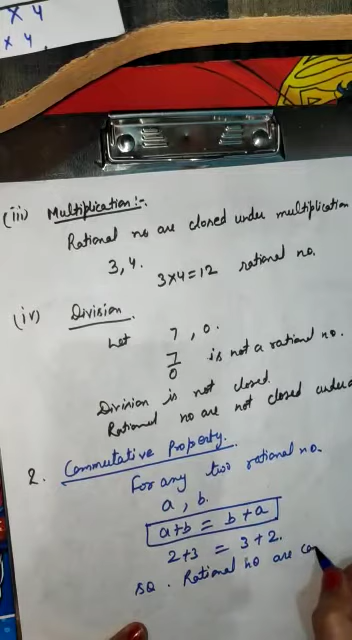 x 4
x 4.
(iii) Multiplication:-
Rational no are closed under multiplication
3, 4.
3x4=12 rational no.
(iv) Division.
Let 7, 0.
7/0 is not a rational no.
Division is not closed.
Rational no are not closed under
2. Commutative Property.
For any two rational no.
a, b.
a+b = b+a
2+3 = 3+2.
so. Rational no are co